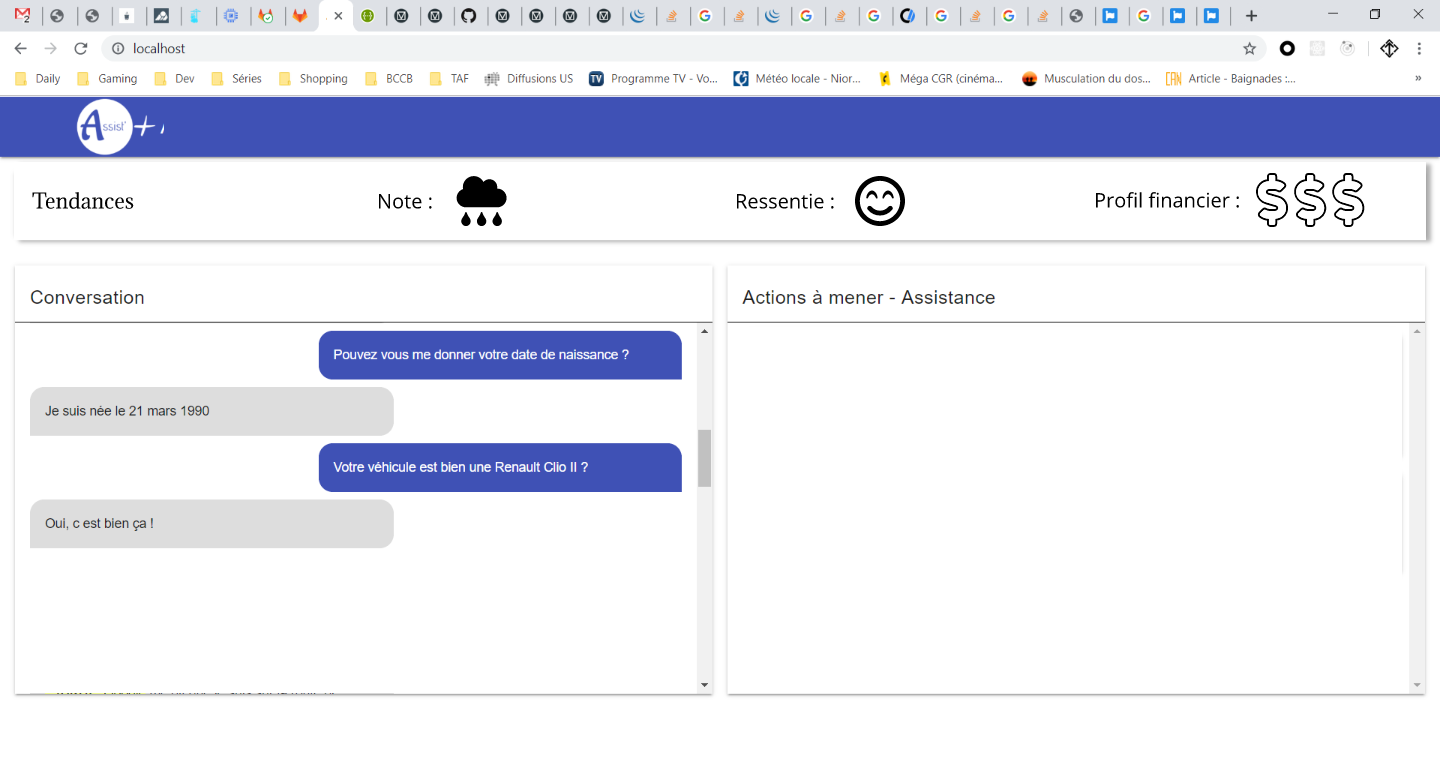 localhost
Daily
Gaming
Dev
Séries
Shopping
BCCB
TAF
Diffusions US
Programme TV - Vo...
Météo locale - Nior...
Méga CGR (cinéma...
Musculation du dos...
Article - Baignades :...
»
Assist' +
Tendances
Note :
Ressentie :
Profil financier :
$$$
Conversation
Pouvez vous me donner votre date de naissance ?
Je suis née le 21 mars 1990
Votre véhicule est bien une Renault Clio II ?
Oui, c est bien ça !
Actions à mener - Assistance